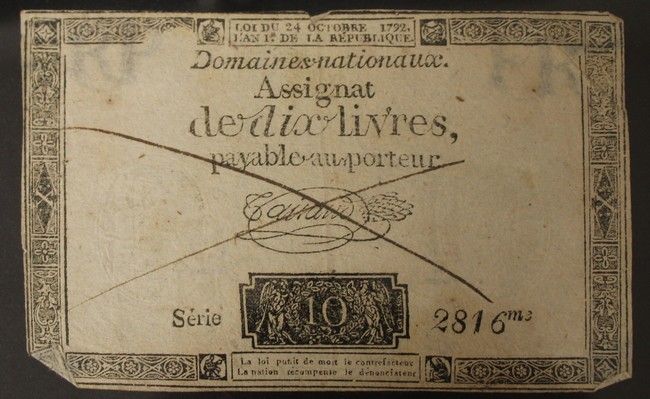 LOI DU 24 OCTOBRE 1792.
L'AN 1er DE LA RÉPUBLIQUE
Domaines nationaux.
Assignat
de dix livres,
payable au porteur
Taisaud
10
Série 2816me
La loi punit de mort le contrefacteur
La nation récompense le dénonciateur